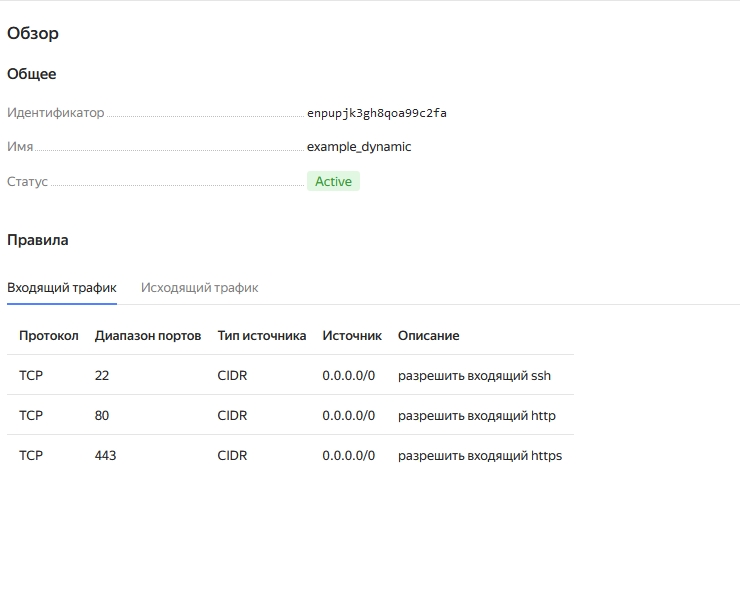 Обзор
Общее
Идентификатор enpupjk3gh8qoa99c2fa
Имя example_dynamic
Статус Active
Правила
Входящий трафик Исходящий трафик
Протокол Диапазон портов Тип источника Источник Описание
TCP 22 CIDR 0.0.0.0/0 разрешить входящий ssh
TCP 80 CIDR 0.0.0.0/0 разрешить входящий http
TCP 443 CIDR 0.0.0.0/0 разрешить входящий https